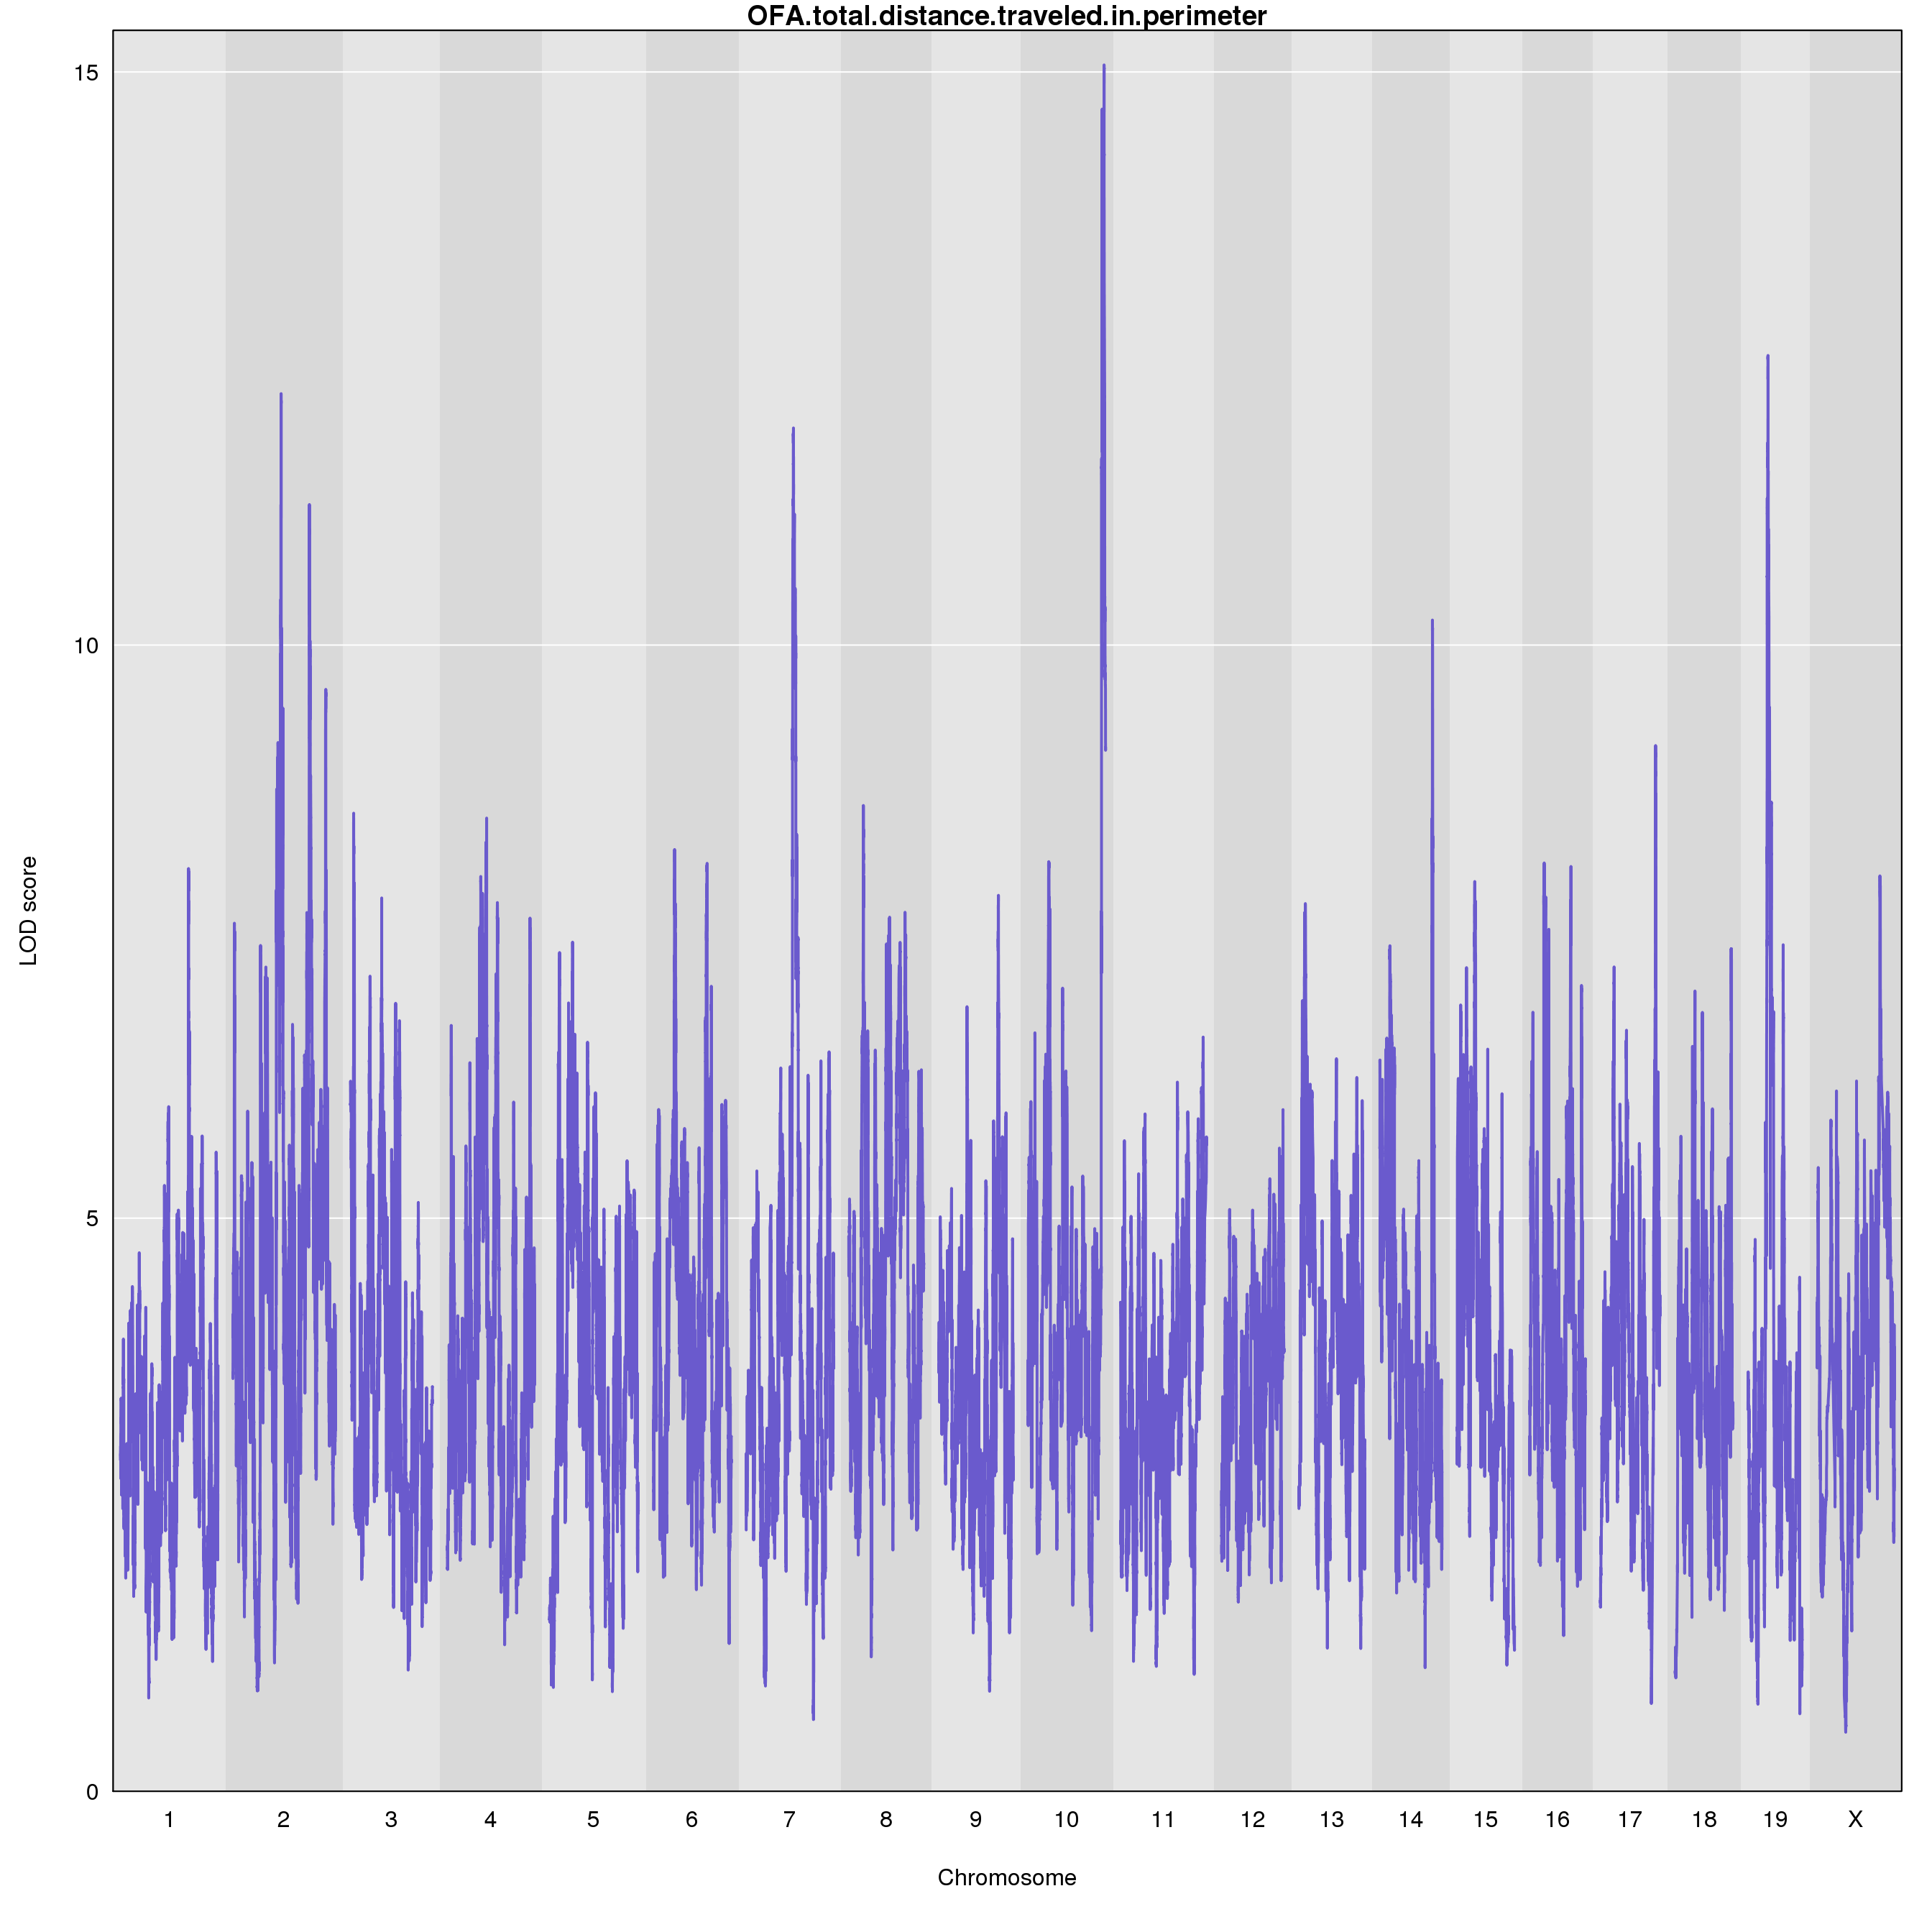 OFA.total.distance.traveled.in.perimeter
15
10
5
0
LOD score
1 2 3 4 5 6 7 8 9 10 11 12 13 14 15 16 17 18 19 X
Chromosome